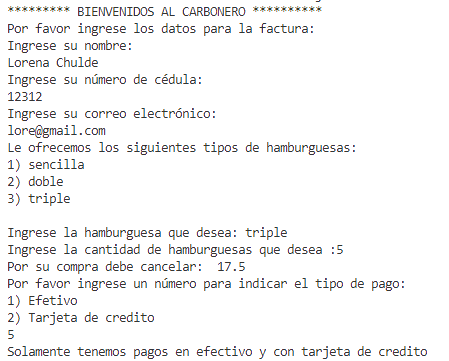 ********* BIENVENIDOS AL CARBONERO **********
Por favor ingrese los datos para la factura:
Ingrese su nombre:
Lorena Chulde
Ingrese su número de cédula:
12312
Ingrese su correo electrónico:
lore@gmail.com
Le ofrecemos los siguientes tipos de hamburguesas:
1) sencilla
2) doble
3) triple
Ingrese la hamburguesa que desea: triple
Ingrese la cantidad de hamburguesas que desea :5
Por su compra debe cancelar:  17.5
Por favor ingrese un número para indicar el tipo de pago:
1) Efetivo
2) Tarjeta de credito
5
Solamente tenemos pagos en efectivo y con tarjeta de credito